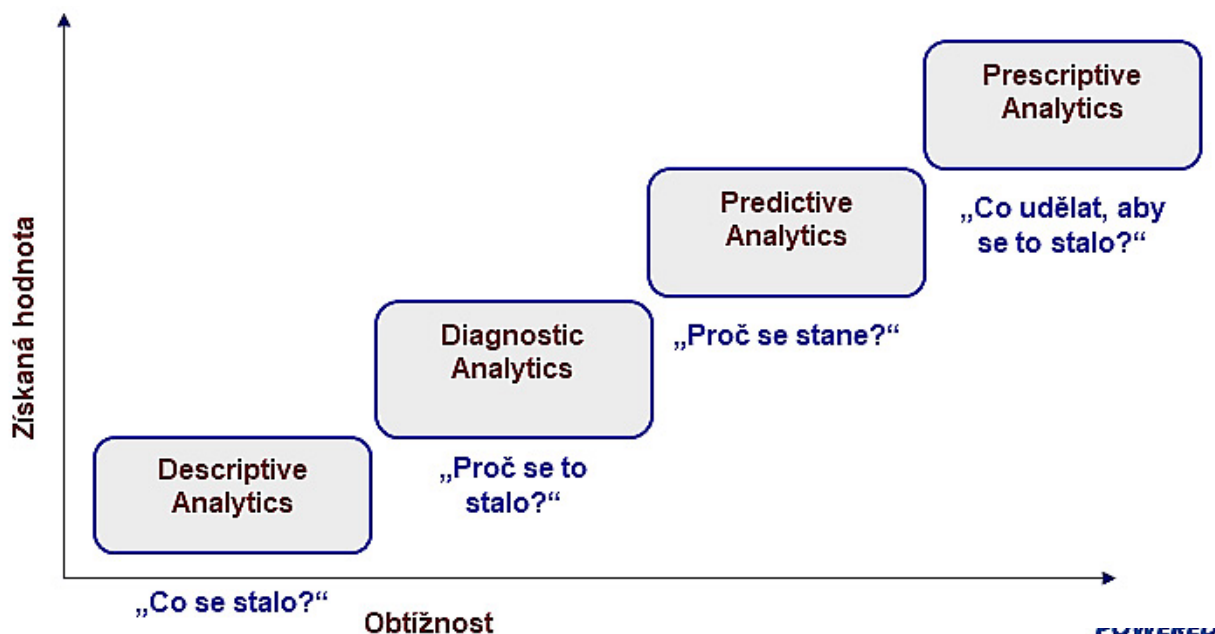 Prescriptive
Analytics
„Co udělat, aby
se to stalo?“
Predictive
Analytics
„Proč se stane?“
Diagnostic
Analytics
„Proč se to
stalo?“
Descriptive
Analytics
„Co se stalo?“
Získaná hodnota
Obtížnost